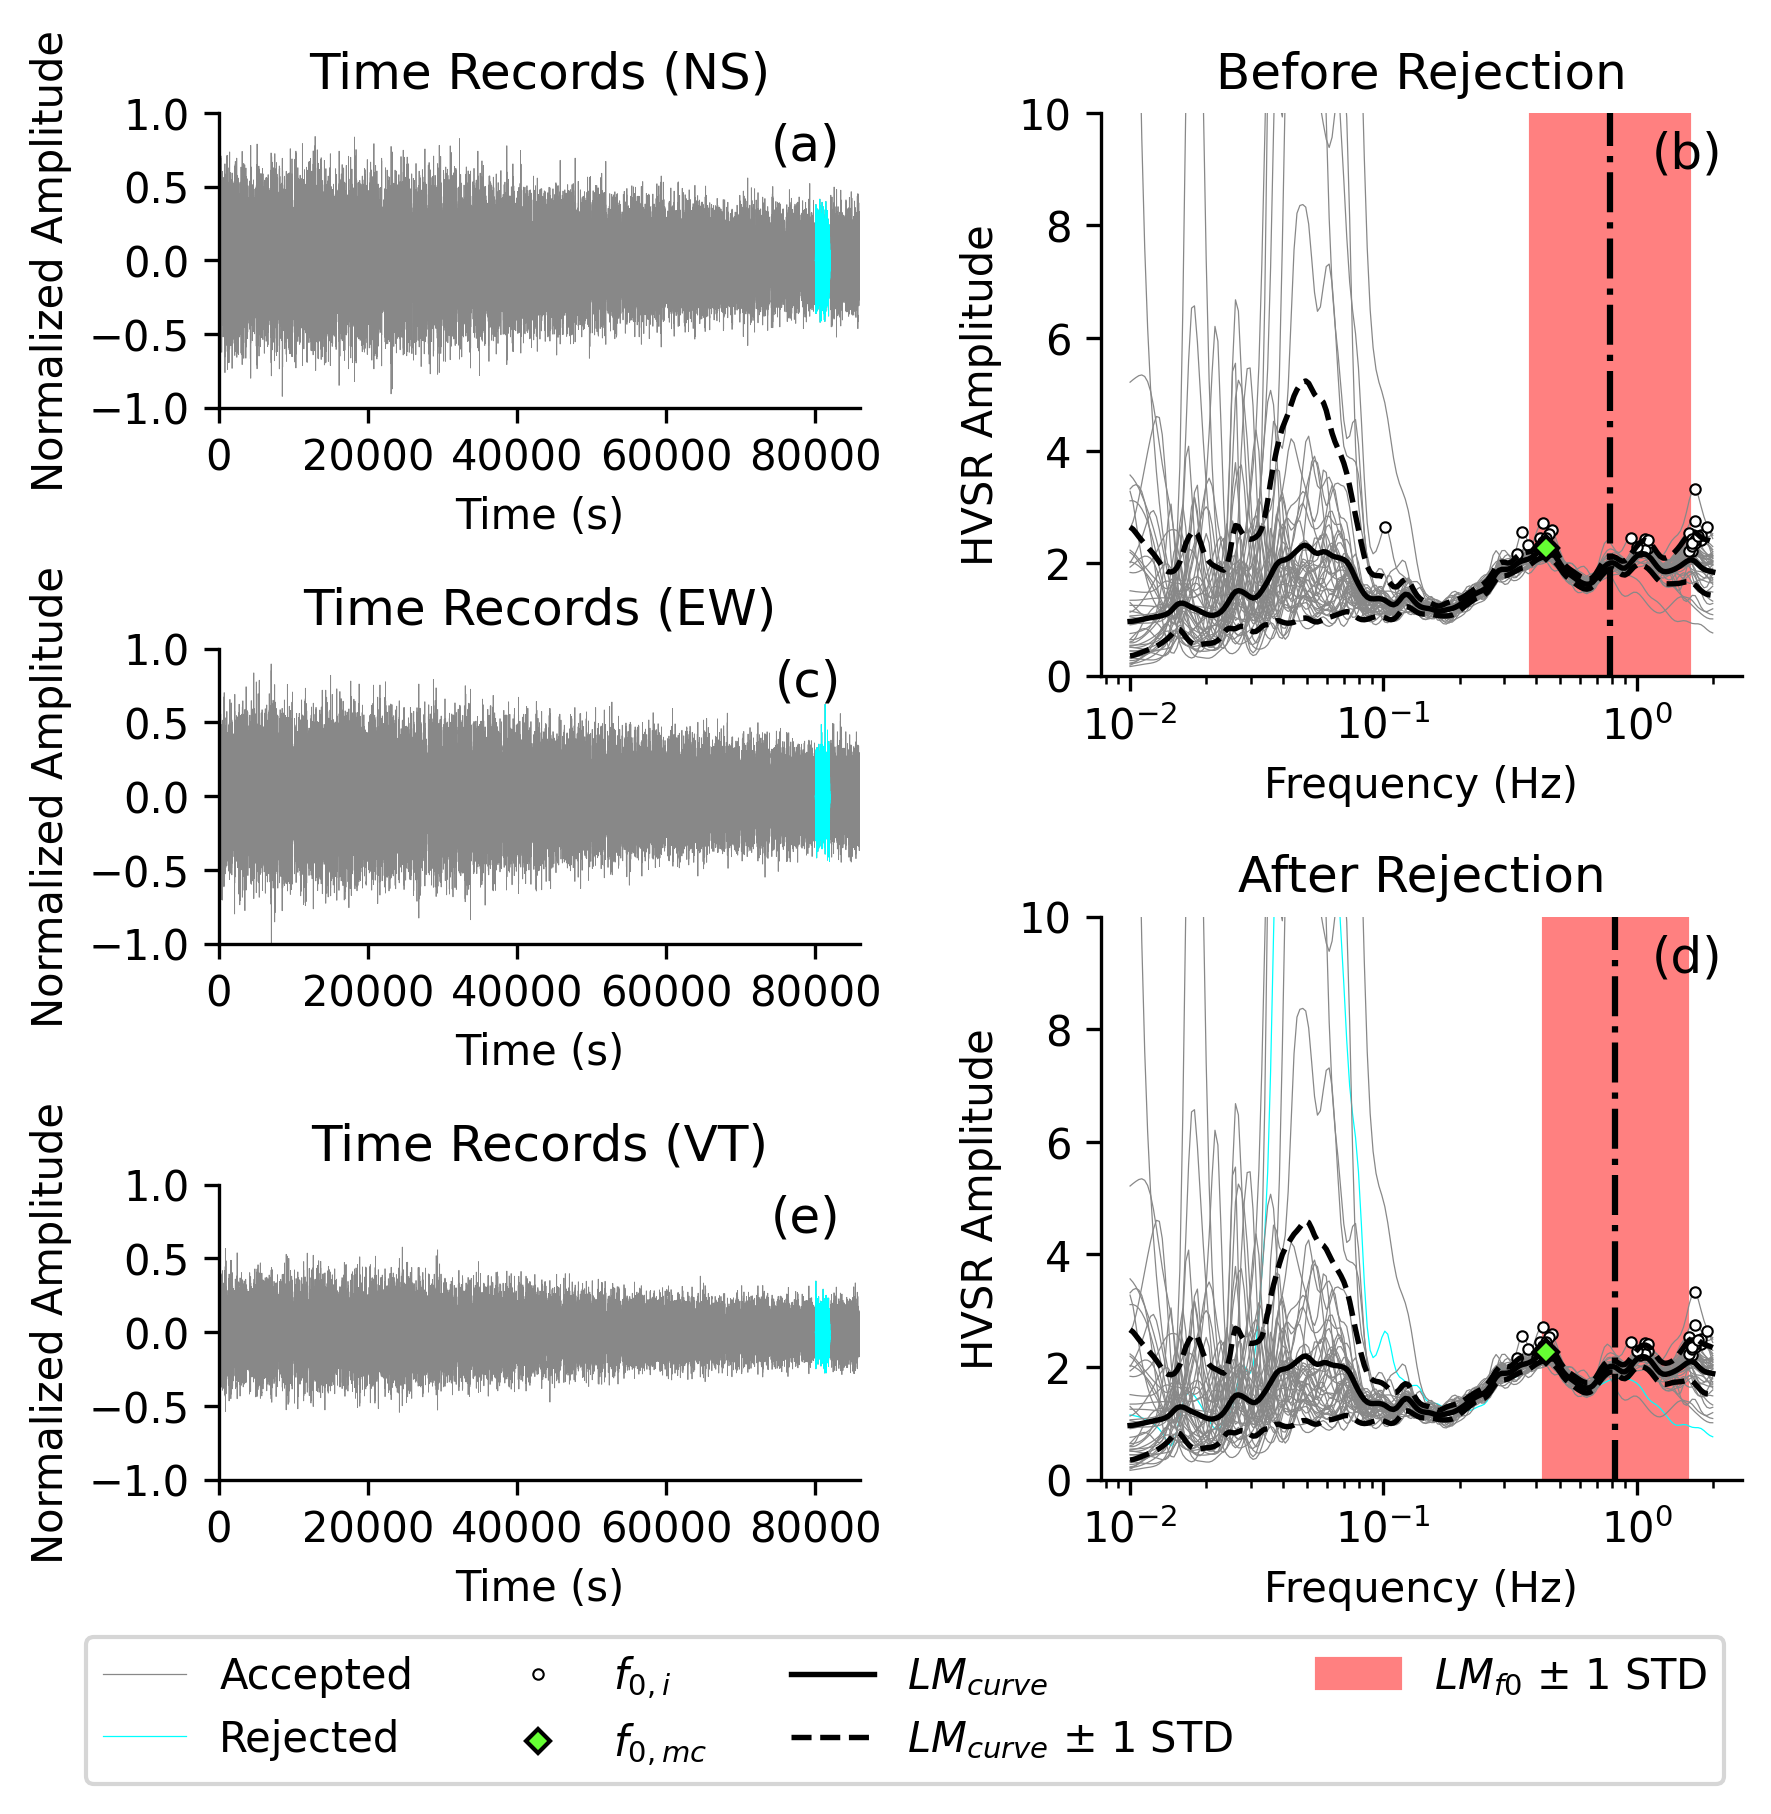 Time Records (NS)
(a)
Normalized Amplitude
1.0
0.5
0.0
−0.5
−1.0
0 20000 40000 60000 80000
Time (s)
Before Rejection
(b)
HVSR Amplitude
10
8
6
4
2
0
10⁻² 10⁻¹ 10⁰
Frequency (Hz)
Time Records (EW)
(c)
Normalized Amplitude
1.0
0.5
0.0
−0.5
−1.0
0 20000 40000 60000 80000
Time (s)
After Rejection
(d)
HVSR Amplitude
10
8
6
4
2
0
10⁻² 10⁻¹ 10⁰
Frequency (Hz)
Time Records (VT)
(e)
Normalized Amplitude
1.0
0.5
0.0
−0.5
−1.0
0 20000 40000 60000 80000
Time (s)
Accepted f0,i LMcurve LMf0 ± 1 STD
Rejected f0,mc LMcurve ± 1 STD